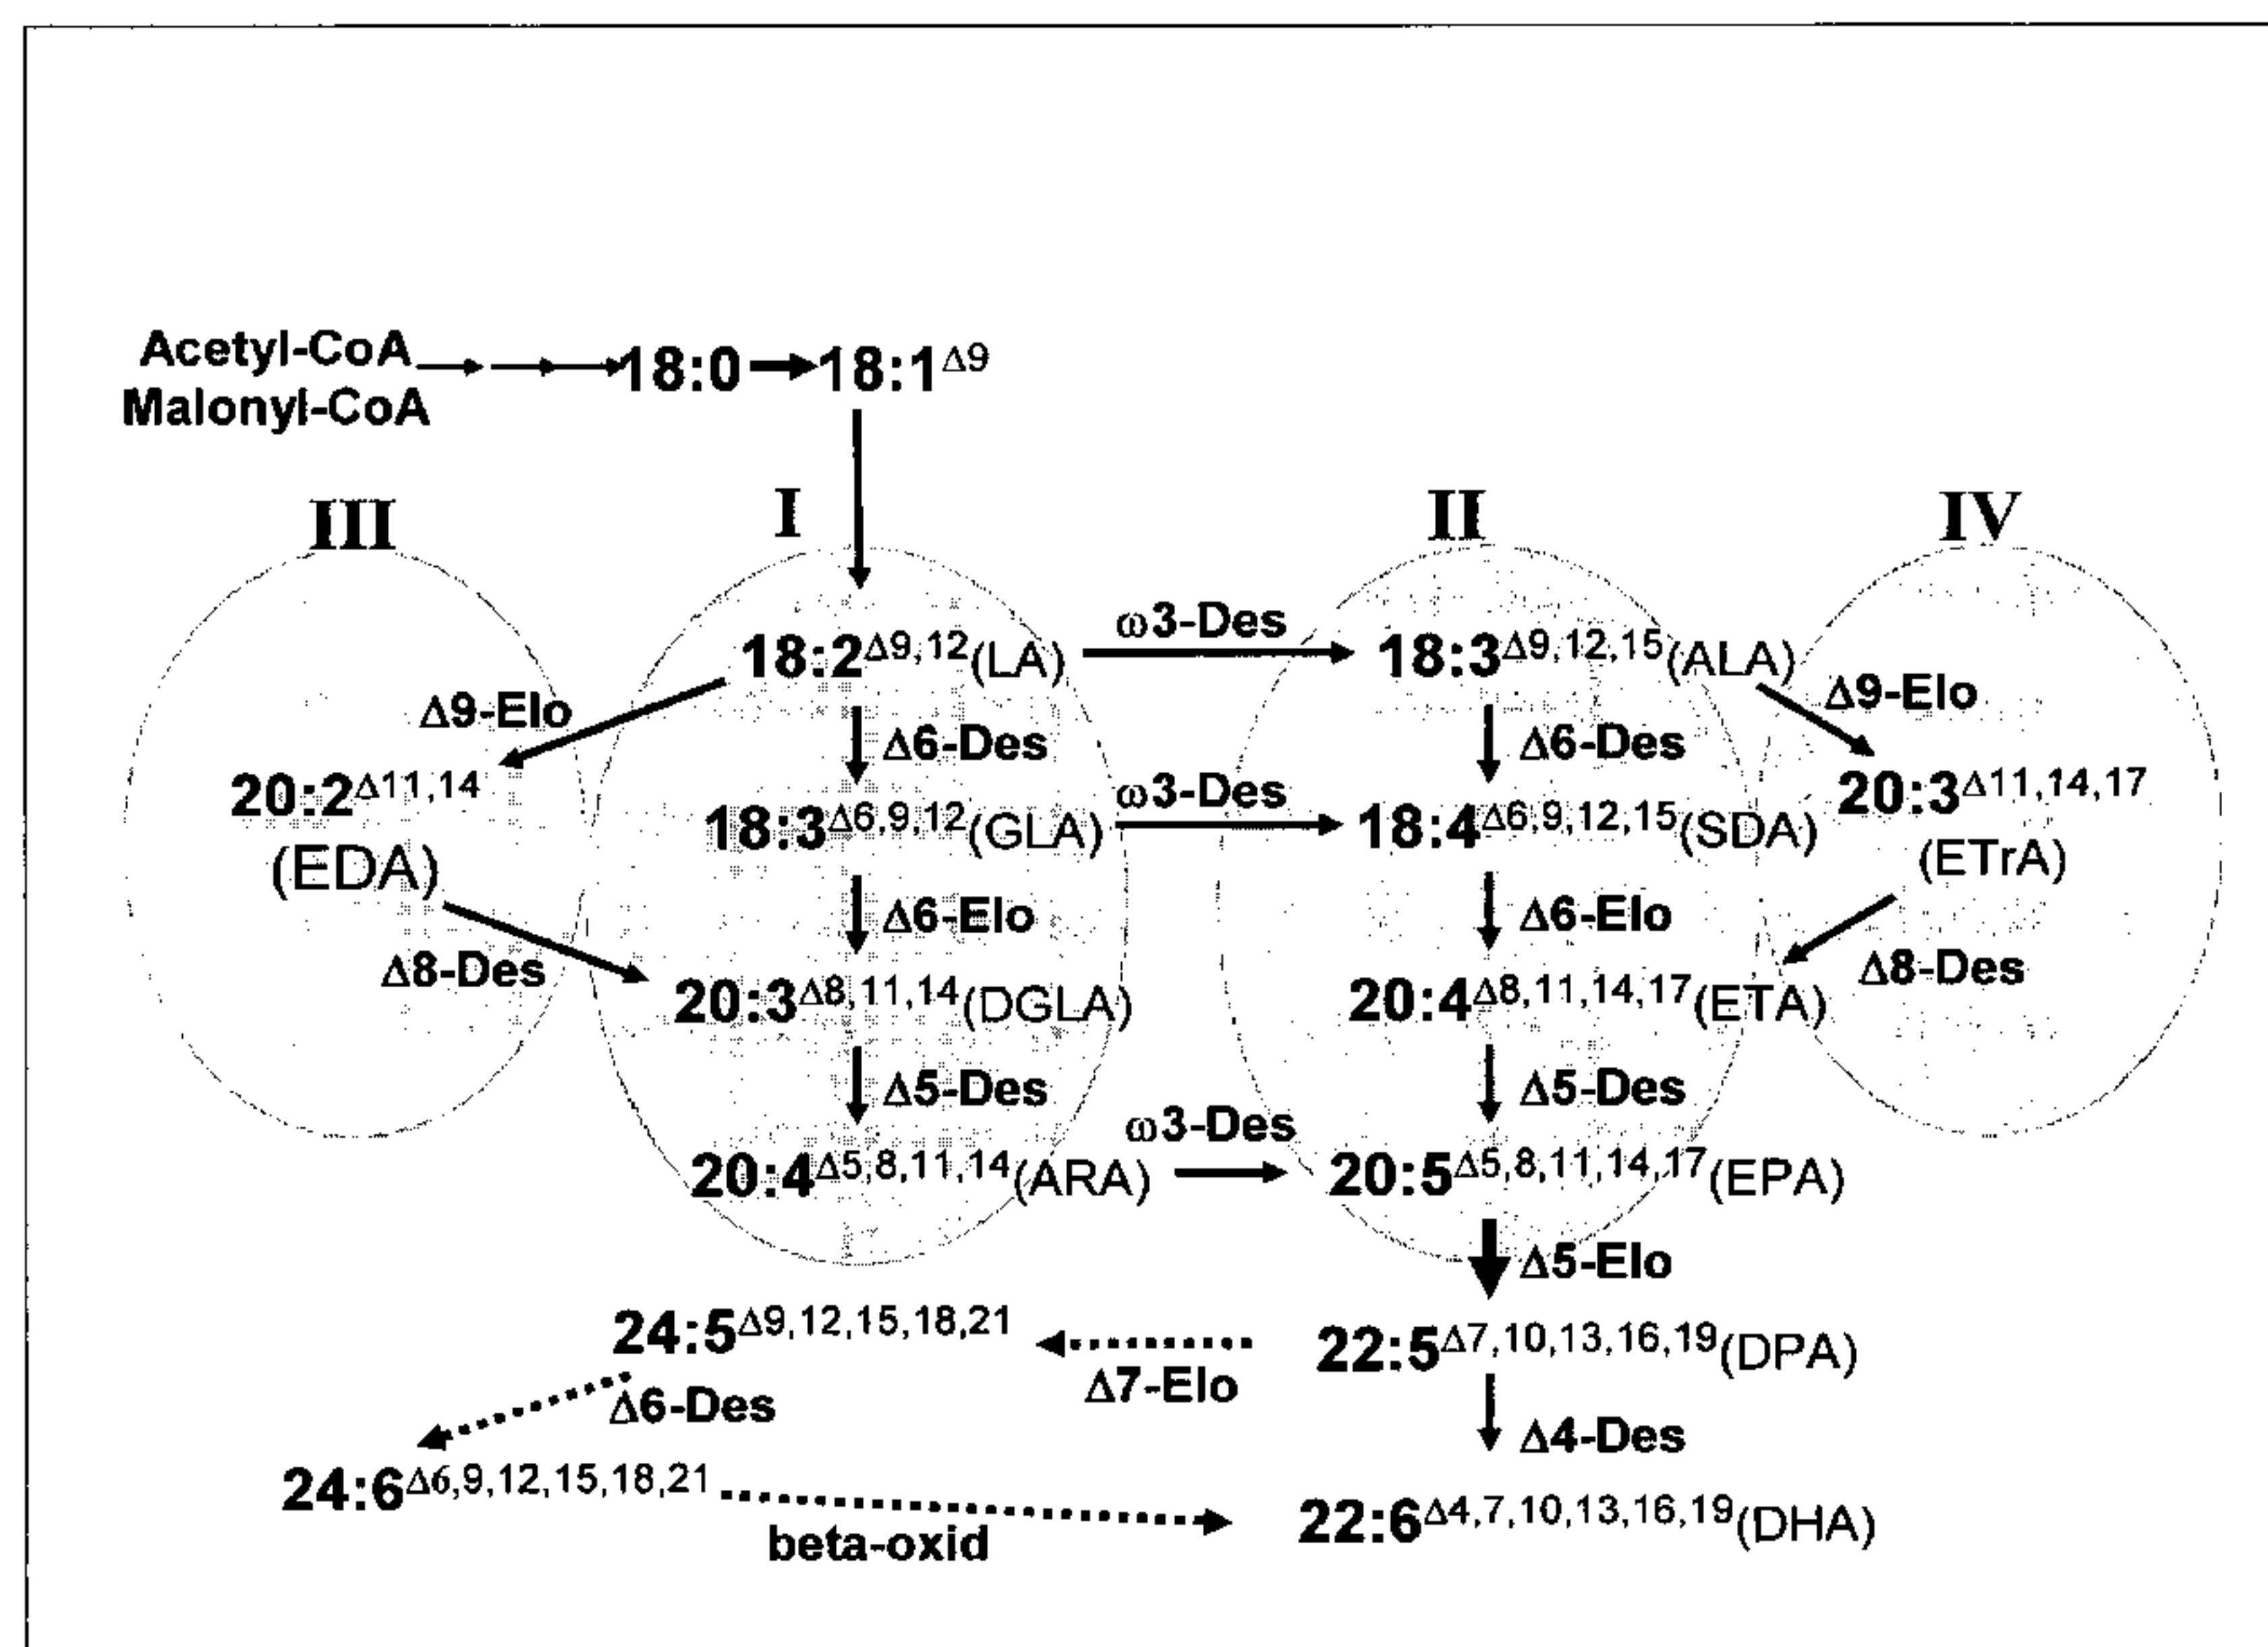 Acetyl-CoA
Malonyl-CoA
18:0
18:1Δ9
III
I
II
IV
18:2Δ9,12(LA)
ω3-Des
18:3Δ9,12,15(ALA)
Δ9-Elo
Δ9-Elo
Δ6-Des
Δ6-Des
20:2Δ11,14
(EDA)
18:3Δ6,9,12(GLA)
ω3-Des
18:4Δ6,9,12,15(SDA)
20:3Δ11,14,17
(ETrA)
Δ6-Elo
Δ6-Elo
Δ8-Des
Δ8-Des
20:3Δ8,11,14(DGLA)
20:4Δ8,11,14,17(ETA)
Δ5-Des
Δ5-Des
ω3-Des
20:4Δ5,8,11,14(ARA)
20:5Δ5,8,11,14,17(EPA)
Δ5-Elo
24:5Δ9,12,15,18,21
22:5Δ7,10,13,16,19(DPA)
Δ7-Elo
Δ6-Des
Δ4-Des
24:6Δ6,9,12,15,18,21
beta-oxid
22:6Δ4,7,10,13,16,19(DHA)